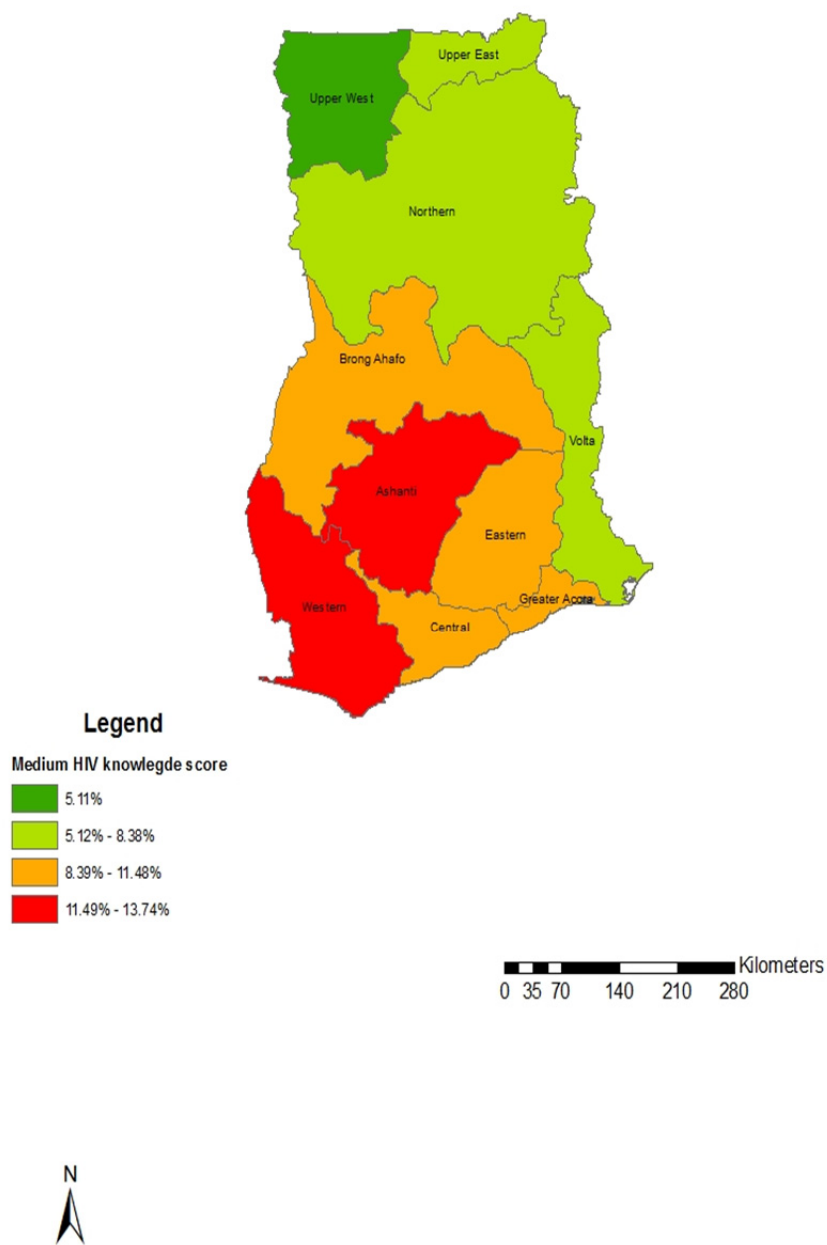 Upper East
Upper West
Northern
Brong Ahafo
Volta
Ashanti
Eastern
Greater Accra
Western
Central
Legend
Medium HIV knowlegde score
5.11%
5.12% - 8.38%
8.39% - 11.48%
11.49% - 13.74%
Kilometers
0 35 70 140 210 280
N